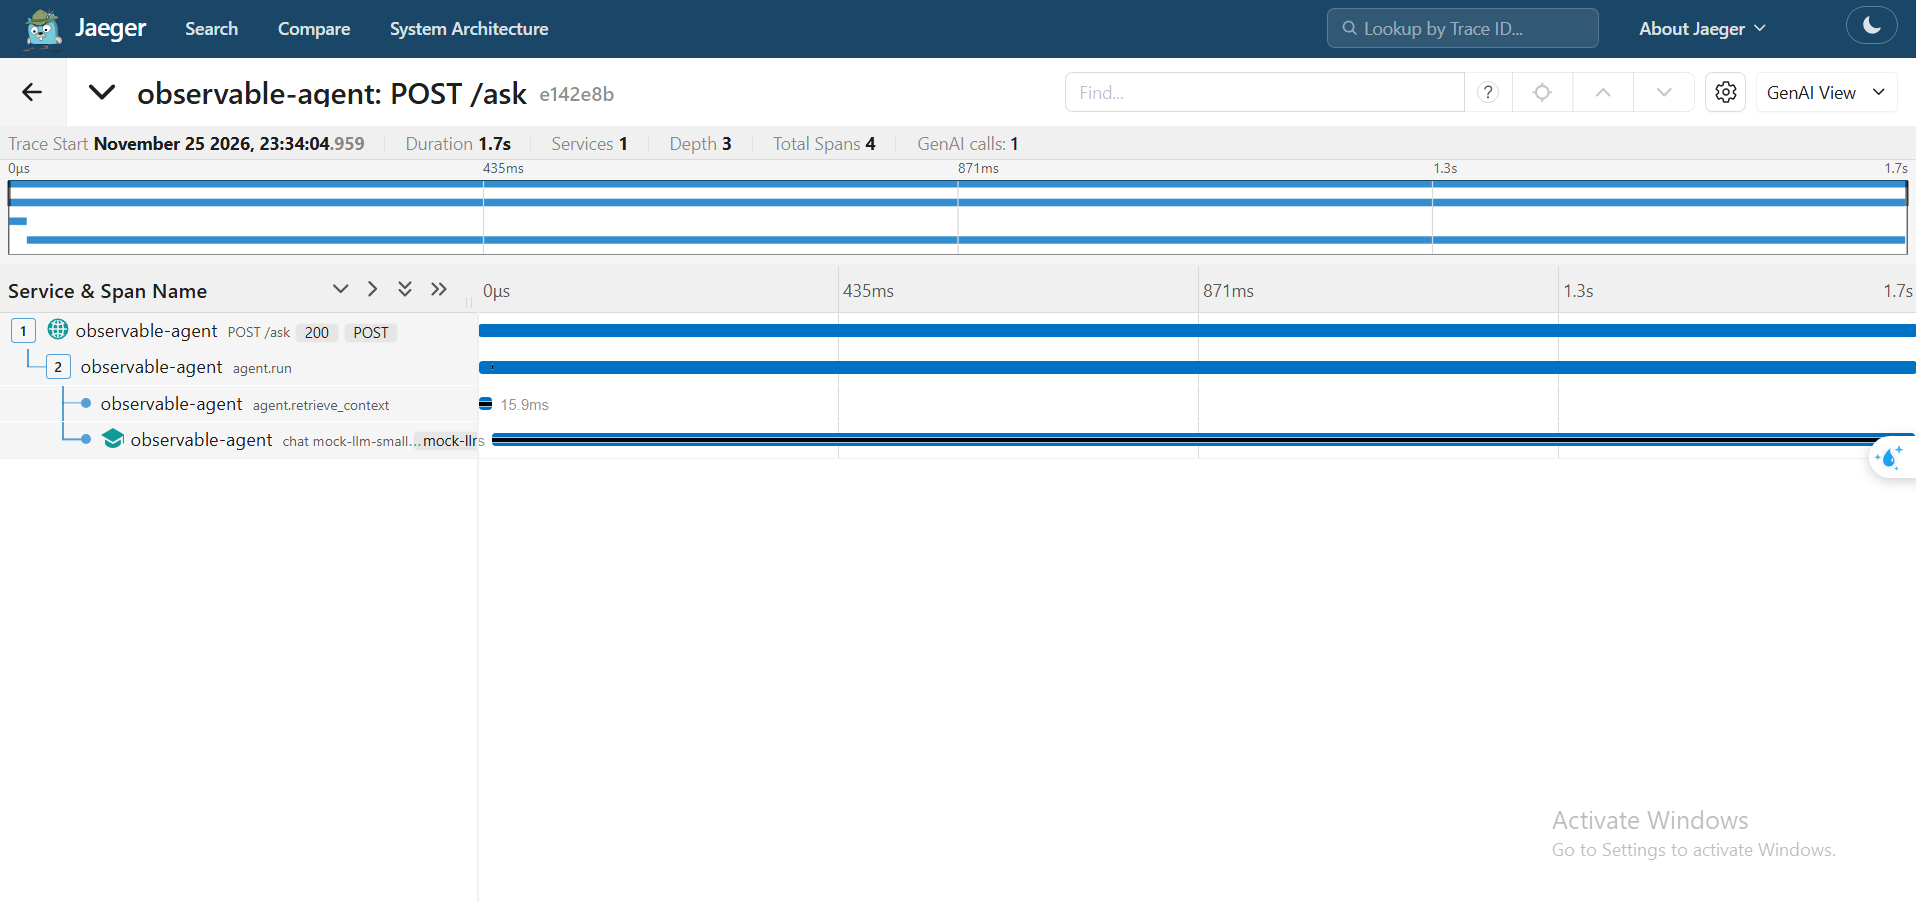 Jaeger Search Compare System Architecture Lookup by Trace ID... About Jaeger
observable-agent: POST /ask e142e8b Find... ? GenAI View
Trace Start November 25 2026, 23:34:04.959 Duration 1.7s Services 1 Depth 3 Total Spans 4 GenAI calls: 1
0µs 435ms 871ms 1.3s 1.7s
Service & Span Name 0µs 435ms 871ms 1.3s 1.7s
1 observable-agent POST /ask 200 POST
2 observable-agent agent.run
observable-agent agent.retrieve_context 15.9ms
observable-agent chat mock-llm-small...
Activate Windows
Go to Settings to activate Windows.